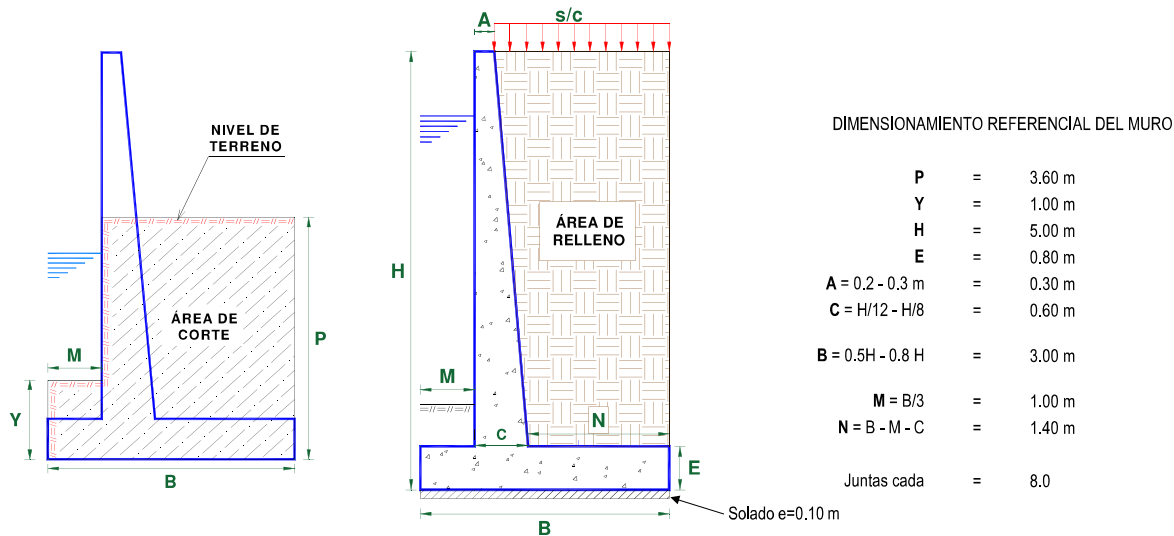 NIVEL DE
TERRENO
ÁREA DE
CORTE
M
Y
P
B
A
s/c
H
ÁREA DE
RELLENO
M
C
N
E
B
Solado e=0.10 m
DIMENSIONAMIENTO REFERENCIAL DEL MURO
P = 3.60 m
Y = 1.00 m
H = 5.00 m
E = 0.80 m
A = 0.2 - 0.3 m = 0.30 m
C = H/12 - H/8 = 0.60 m
B = 0.5H - 0.8 H = 3.00 m
M = B/3 = 1.00 m
N = B - M - C = 1.40 m
Juntas cada = 8.0